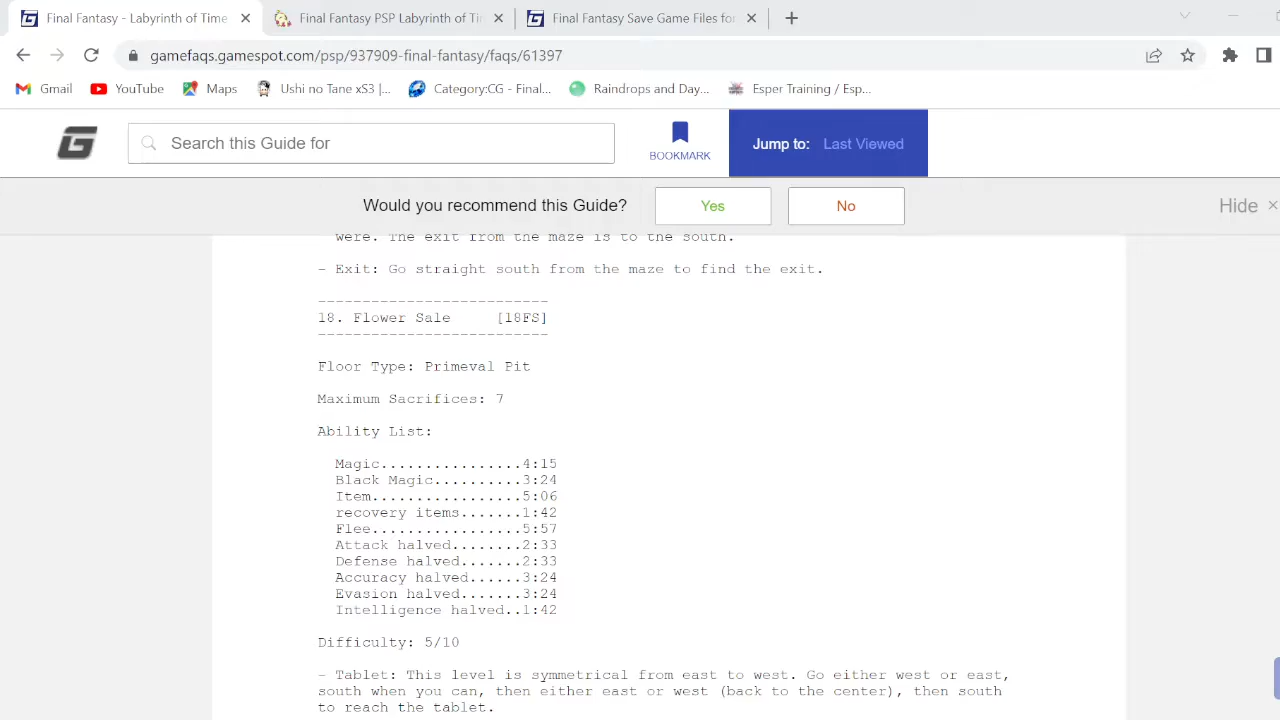 Final Fantasy - Labyrinth of Time
Final Fantasy PSP Labyrinth of Ti
Final Fantasy Save Game Files for
gamefaqs.gamespot.com/psp/937909-final-fantasy/faqs/61397
Gmail
YouTube
Maps
Ushi no Tane xS3 |...
Category:CG - Final...
Raindrops and Day...
Esper Training / Esp...
Search this Guide for
BOOKMARK
Jump to: Last Viewed
Would you recommend this Guide?
Yes
No
Hide ×
were. The exit from the maze is to the south.
- Exit: Go straight south from the maze to find the exit.
--------------------------
18. Flower Sale [18FS]
--------------------------
Floor Type: Primeval Pit
Maximum Sacrifices: 7
Ability List:
Magic................4:15
Black Magic..........3:24
Item.................5:06
recovery items.......1:42
Flee.................5:57
Attack halved........2:33
Defense halved.......2:33
Accuracy halved......3:24
Evasion halved.......3:24
Intelligence halved..1:42
Difficulty: 5/10
- Tablet: This level is symmetrical from east to west. Go either west or east,
south when you can, then either east or west (back to the center), then south
to reach the tablet.